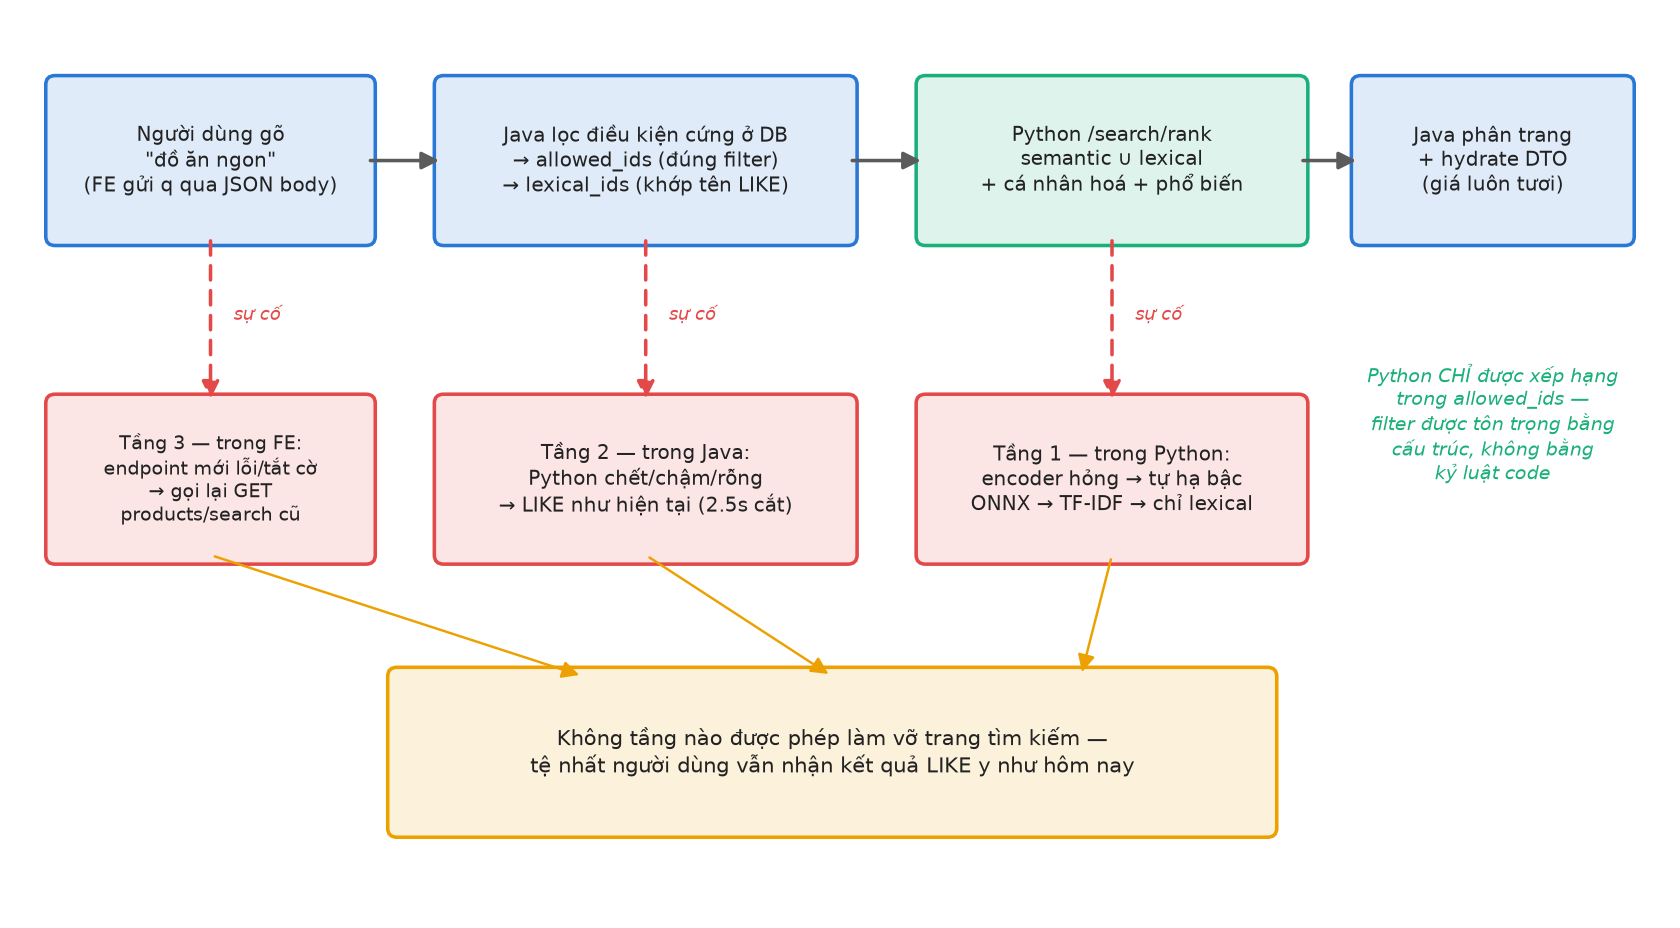 Người dùng gõ
"đồ ăn ngon"
(FE gửi q qua JSON body)
Java lọc điều kiện cứng ở DB
→ allowed_ids (đúng filter)
→ lexical_ids (khớp tên LIKE)
Python /search/rank
semantic ∪ lexical
+ cá nhân hoá + phổ biến
Java phân trang
+ hydrate DTO
(giá luôn tươi)
sự cố
sự cố
sự cố
Tầng 3 — trong FE:
endpoint mới lỗi/tắt cờ
→ gọi lại GET
products/search cũ
Tầng 2 — trong Java:
Python chết/chậm/rỗng
→ LIKE như hiện tại (2.5s cắt)
Tầng 1 — trong Python:
encoder hỏng → tự hạ bậc
ONNX → TF-IDF → chỉ lexical
Python CHỈ được xếp hạng
trong allowed_ids —
filter được tôn trọng bằng
cấu trúc, không bằng
kỷ luật code
Không tầng nào được phép làm vỡ trang tìm kiếm —
tệ nhất người dùng vẫn nhận kết quả LIKE y như hôm nay